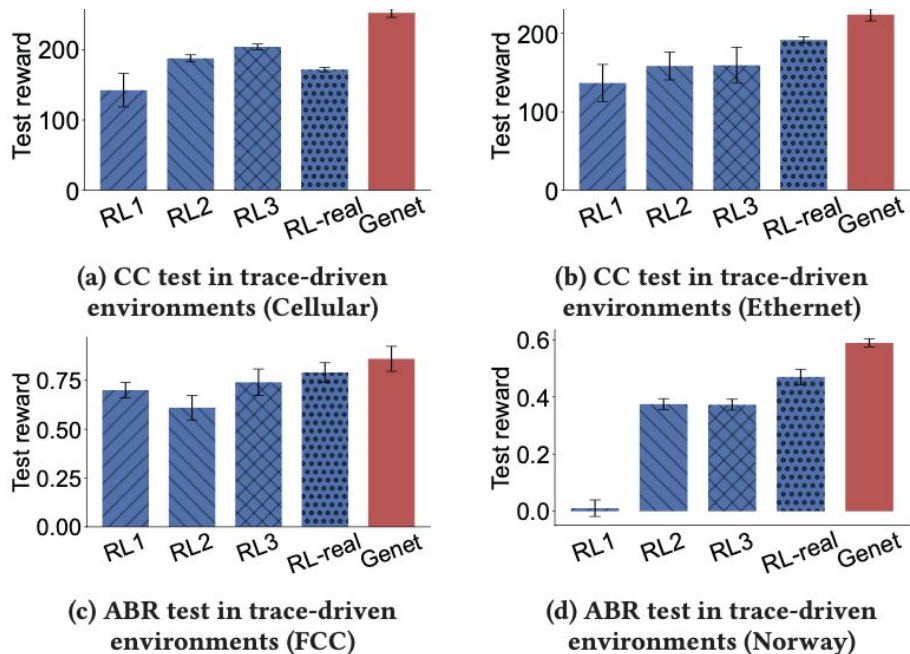 Test reward
200
100
0
RL1
RL2
RL3
RL-real
Genet
(a) CC test in trace-driven
environments (Cellular)
Test reward
200
100
0
RL1
RL2
RL3
RL-real
Genet
(b) CC test in trace-driven
environments (Ethernet)
Test reward
0.75
0.50
0.25
0.00
RL1
RL2
RL3
RL-real
Genet
(c) ABR test in trace-driven
environments (FCC)
Test reward
0.6
0.4
0.2
0.0
RL1
RL2
RL3
RL-real
Genet
(d) ABR test in trace-driven
environments (Norway)